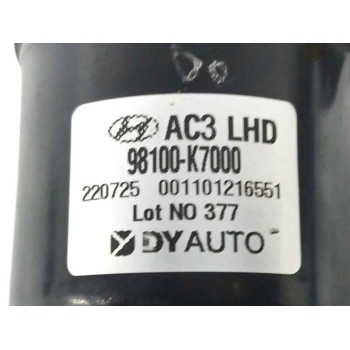 AC3 LHD
98100-K7000
220725 001101216551
Lot NO 377
DYAUTO